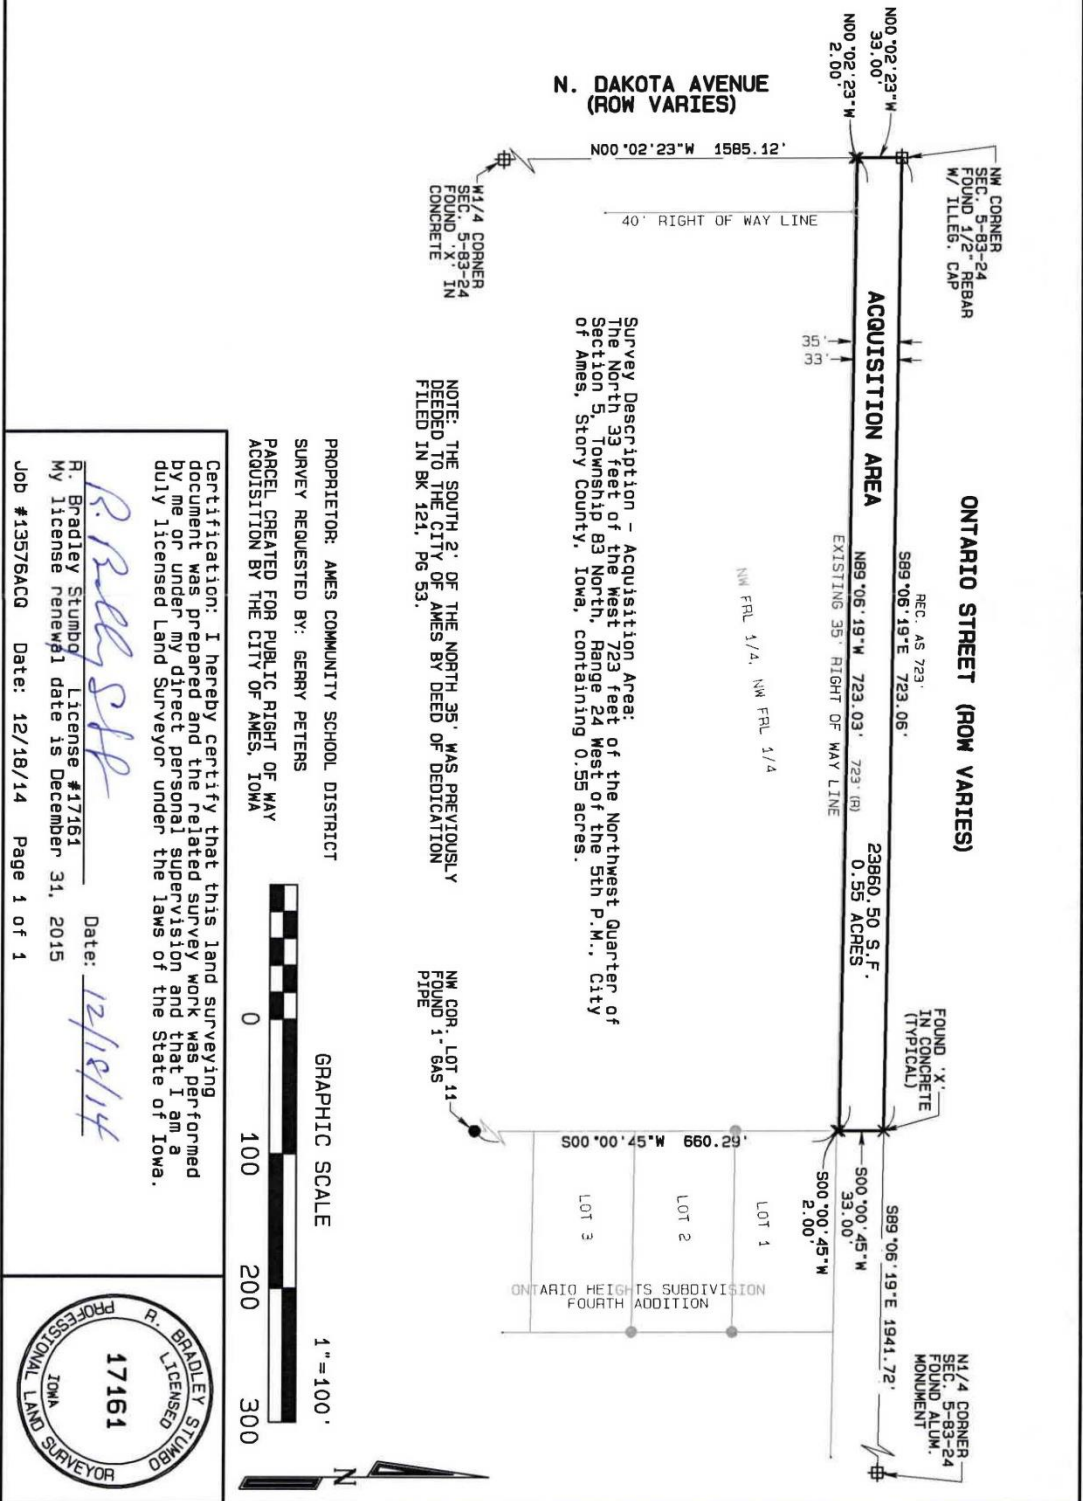 ONTARIO STREET (ROW VARIES)
N. DAKOTA AVENUE
(ROW VARIES)
NW CORNER
SEC. 5-83-24
FOUND 1/2" REBAR
W/ ILLEG. CAP
N00°02'23"W
33.00'
N00°02'23"W
2.00'
N00°02'23"W 1585.12'
40' RIGHT OF WAY LINE
W1/4 CORNER
SEC. 5-83-24
FOUND 'X' IN
CONCRETE
REC. AS 723'
S89°06'19"E 723.06'
ACQUISITION AREA
35'
33'
N89°06'19"W 723.03' 723'(R)
EXISTING 35' RIGHT OF WAY LINE
23860.50 S.F.
0.55 ACRES
NW FRL 1/4, NW FRL 1/4
FOUND 'X'
IN CONCRETE
(TYPICAL)
S89°06'19"E 1941.72'
S00°00'45"W
33.00'
S00°00'45"W
2.00'
N1/4 CORNER
SEC. 5-83-24
FOUND ALUM.
MONUMENT
S00°00'45"W 660.29'
LOT 1
LOT 2
LOT 3
ONTARIO HEIGHTS SUBDIVISION
FOURTH ADDITION
NW COR. LOT 11
FOUND 1" GAS
PIPE
Survey Description - Acquisition Area:
The North 33 feet of the West 723 feet of the Northwest Quarter of
Section 5, Township 83 North, Range 24 West of the 5th P.M., City
of Ames, Story County, Iowa, containing 0.55 acres.
NOTE: THE SOUTH 2' OF THE NORTH 35' WAS PREVIOUSLY
DEEDED TO THE CITY OF AMES BY DEED OF DEDICATION
FILED IN BK 121, PG 53.
PROPRIETOR: AMES COMMUNITY SCHOOL DISTRICT
SURVEY REQUESTED BY: GERRY PETERS
PARCEL CREATED FOR PUBLIC RIGHT OF WAY
ACQUISITION BY THE CITY OF AMES, IOWA
GRAPHIC SCALE 1"=100'
0 100 200 300
N
Certification: I hereby certify that this land surveying
document was prepared and the related survey work was performed
by me or under my direct personal supervision and that I am a
duly licensed Land Surveyor under the laws of the State of Iowa.
R. Bradley Stumbo License #17161 Date: 12/18/14
My license renewal date is December 31, 2015
Job #13576ACQ Date: 12/18/14 Page 1 of 1
R. BRADLEY STUMBO
LICENSED
17161
IOWA
PROFESSIONAL LAND SURVEYOR